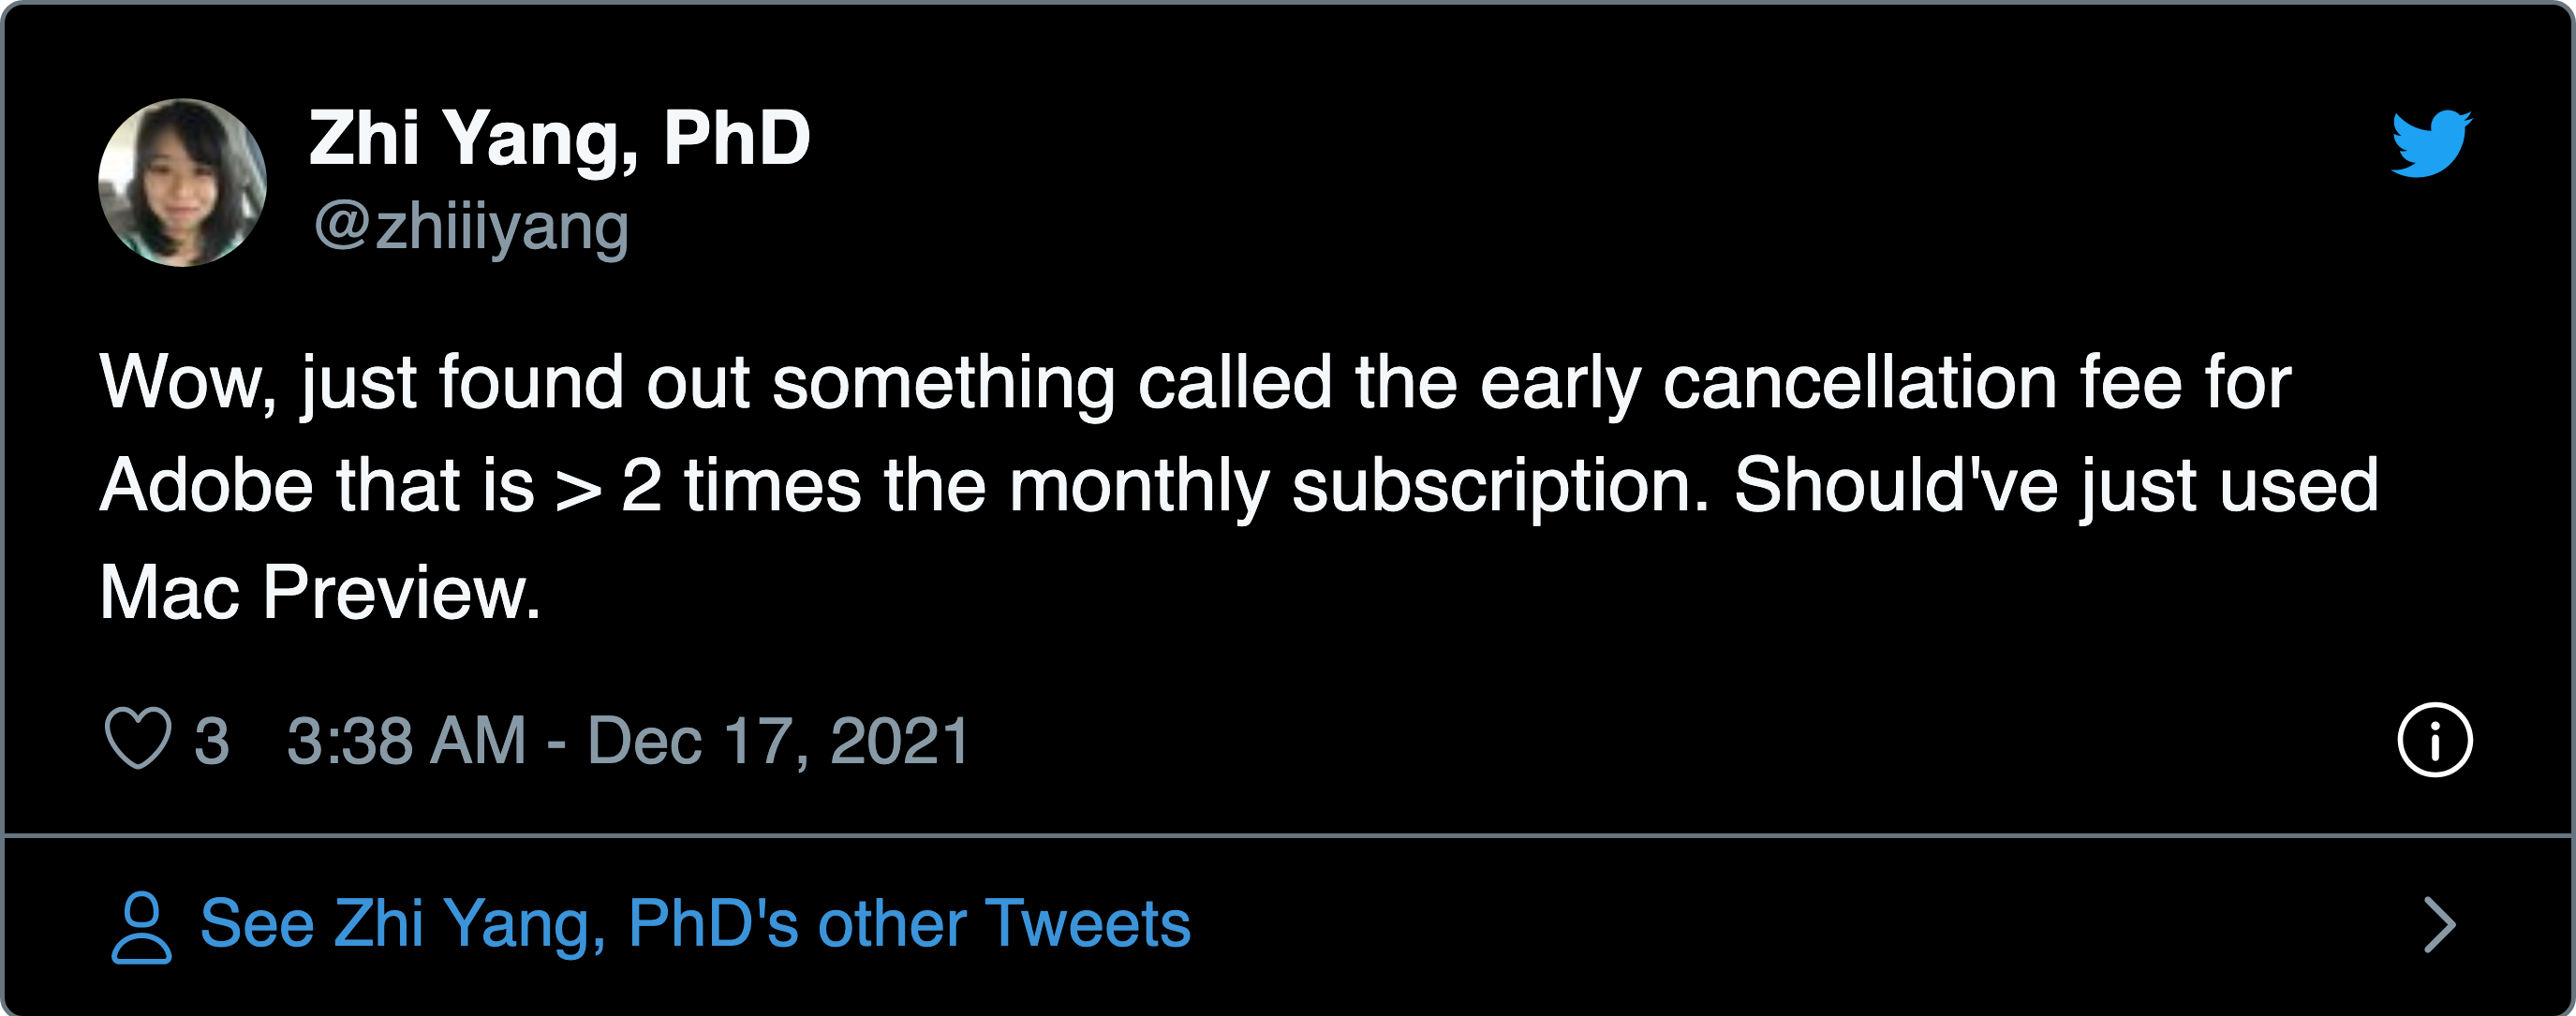 Zhi Yang, PhD
@zhiiiyang
Wow, just found out something called the early cancellation fee for
Adobe that is > 2 times the monthly subscription. Should've just used
Mac Preview.
3 3:38 AM - Dec 17, 2021
See Zhi Yang, PhD's other Tweets